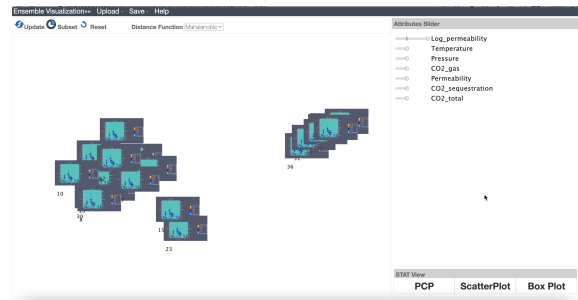 Ensemble Visualization++ Upload Save Help
Update Subset Reset Distance Function Mahalanobis
Attributes Slider
Log_permeability
Temperature
Pressure
CO2_gas
Permeability
CO2_sequestration
CO2_total
36
10
30
15
23
STAT View
PCP ScatterPlot Box Plot